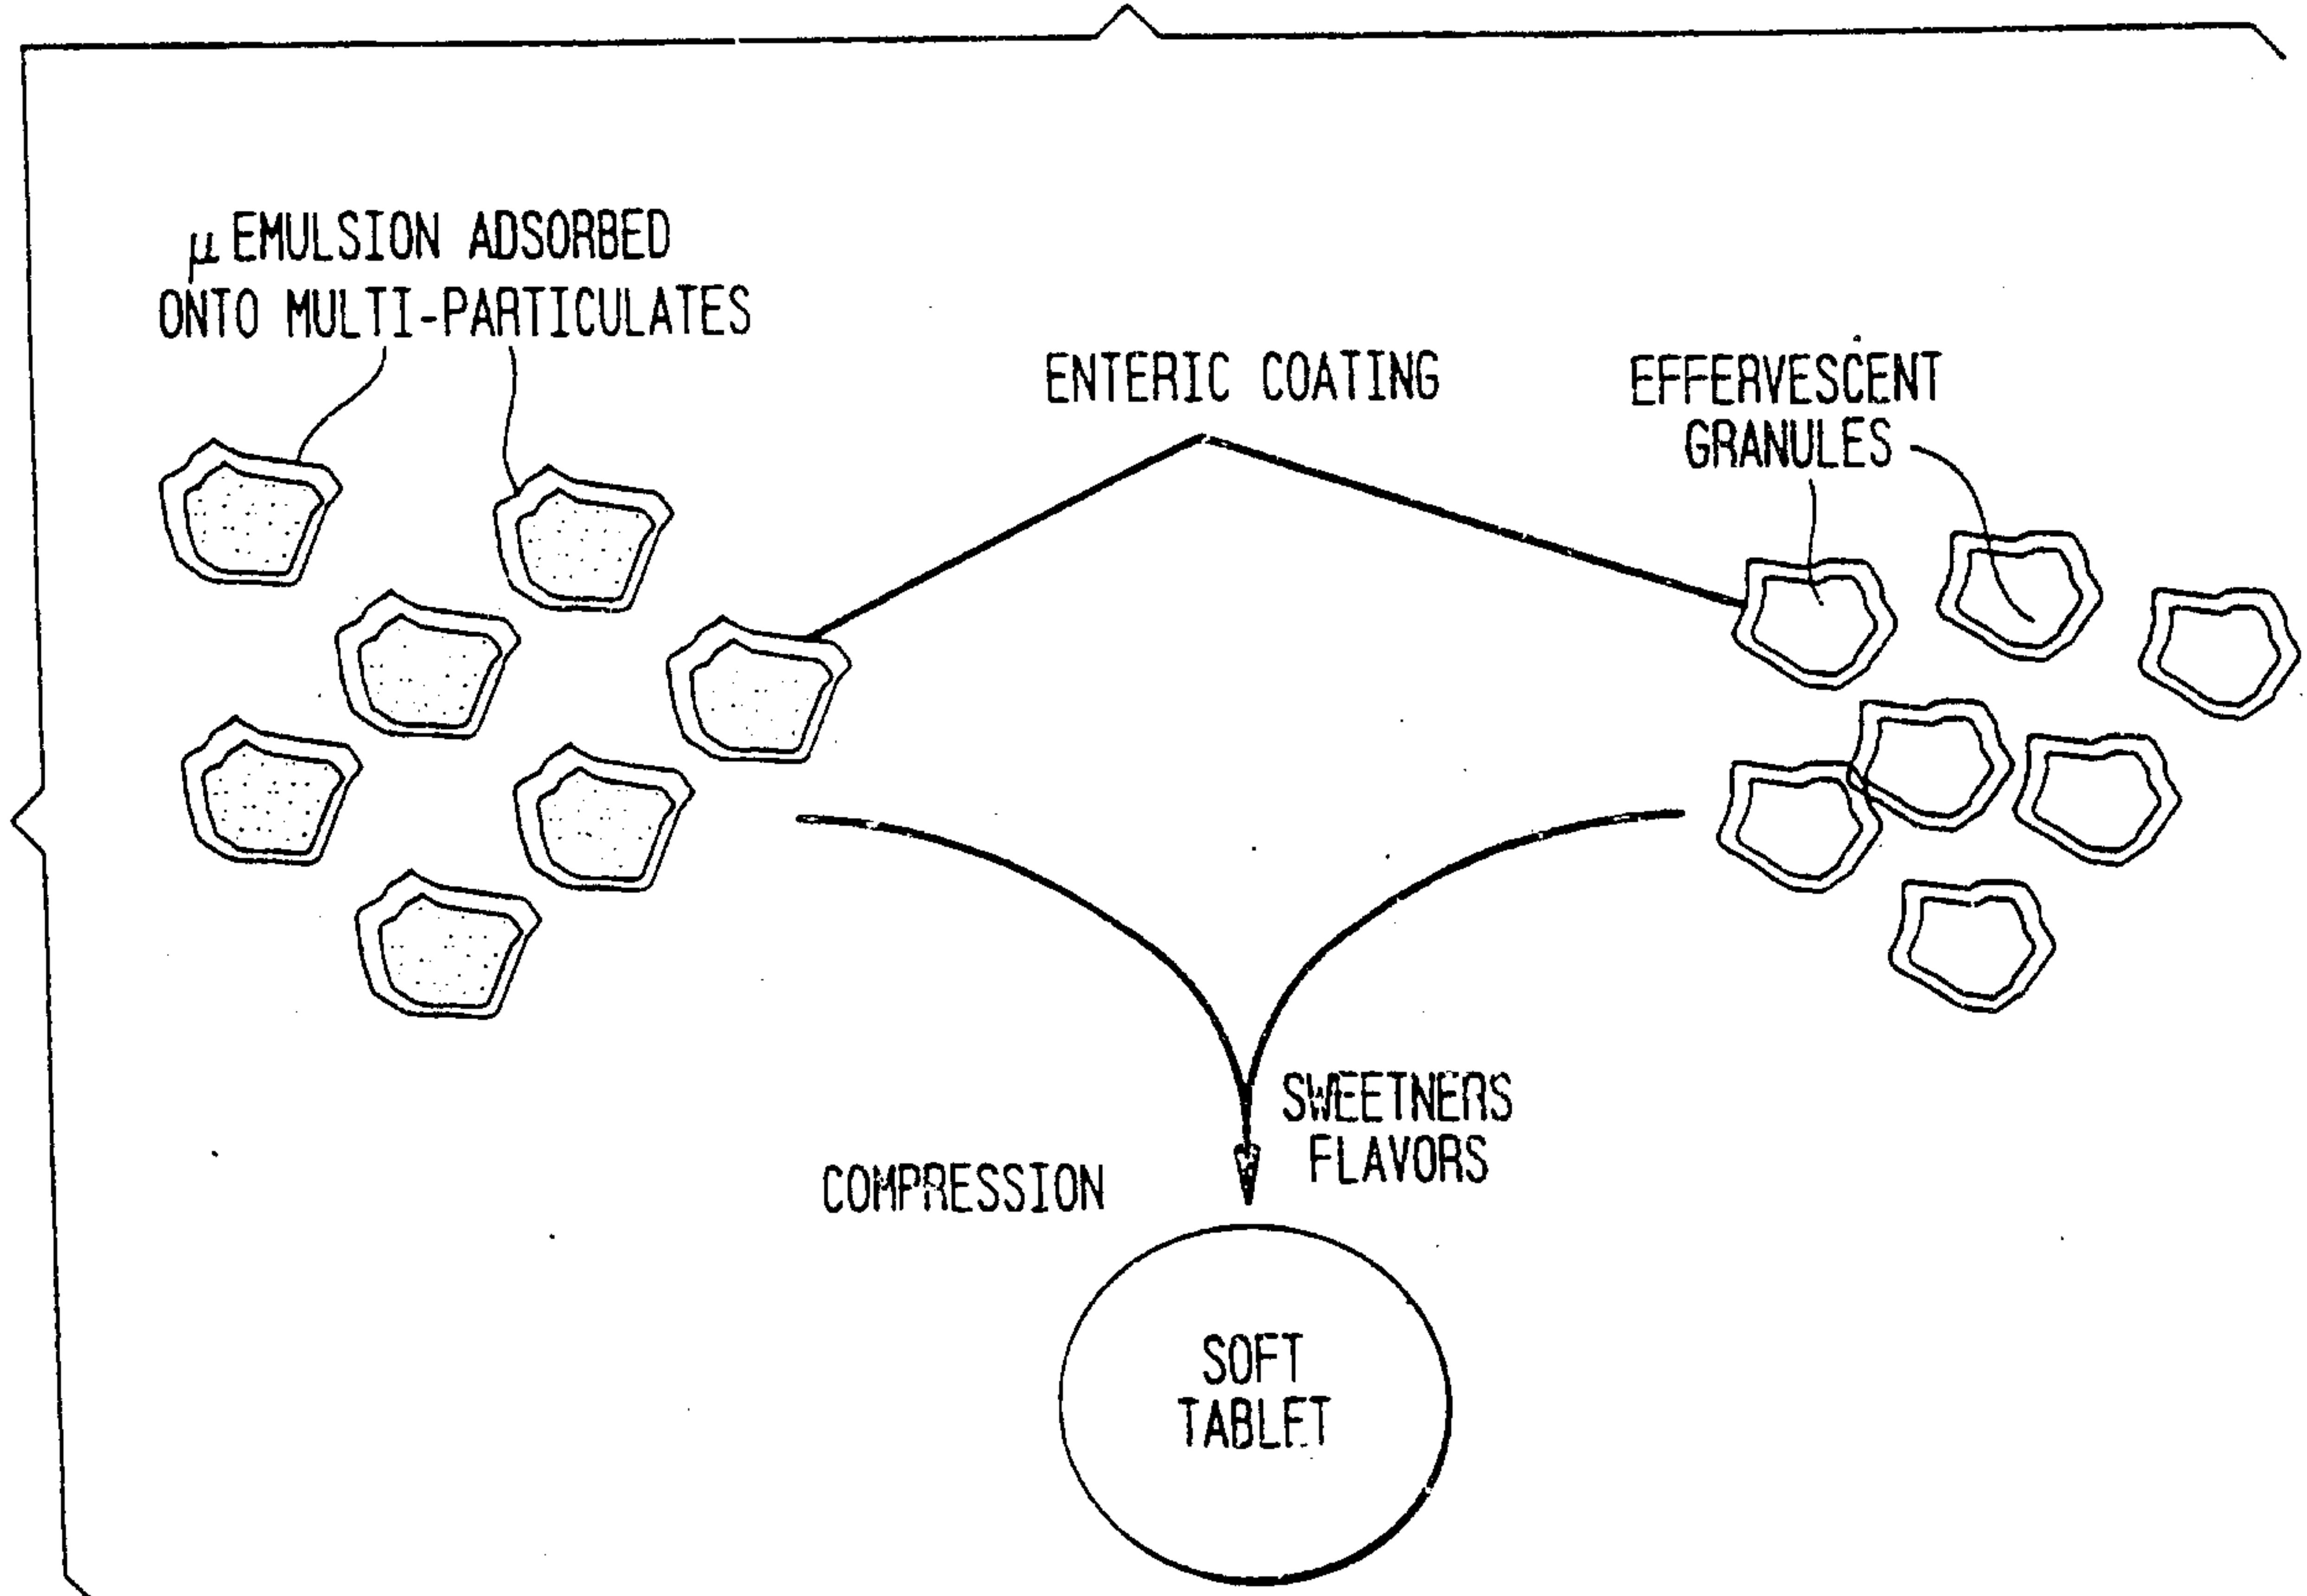 µ EMULSION ADSORBED
ONTO MULTI-PARTICULATES
ENTERIC COATING
EFFERVESCENT
GRANULES
SWEETNERS
FLAVORS
COMPRESSION
SOFT
TABLET